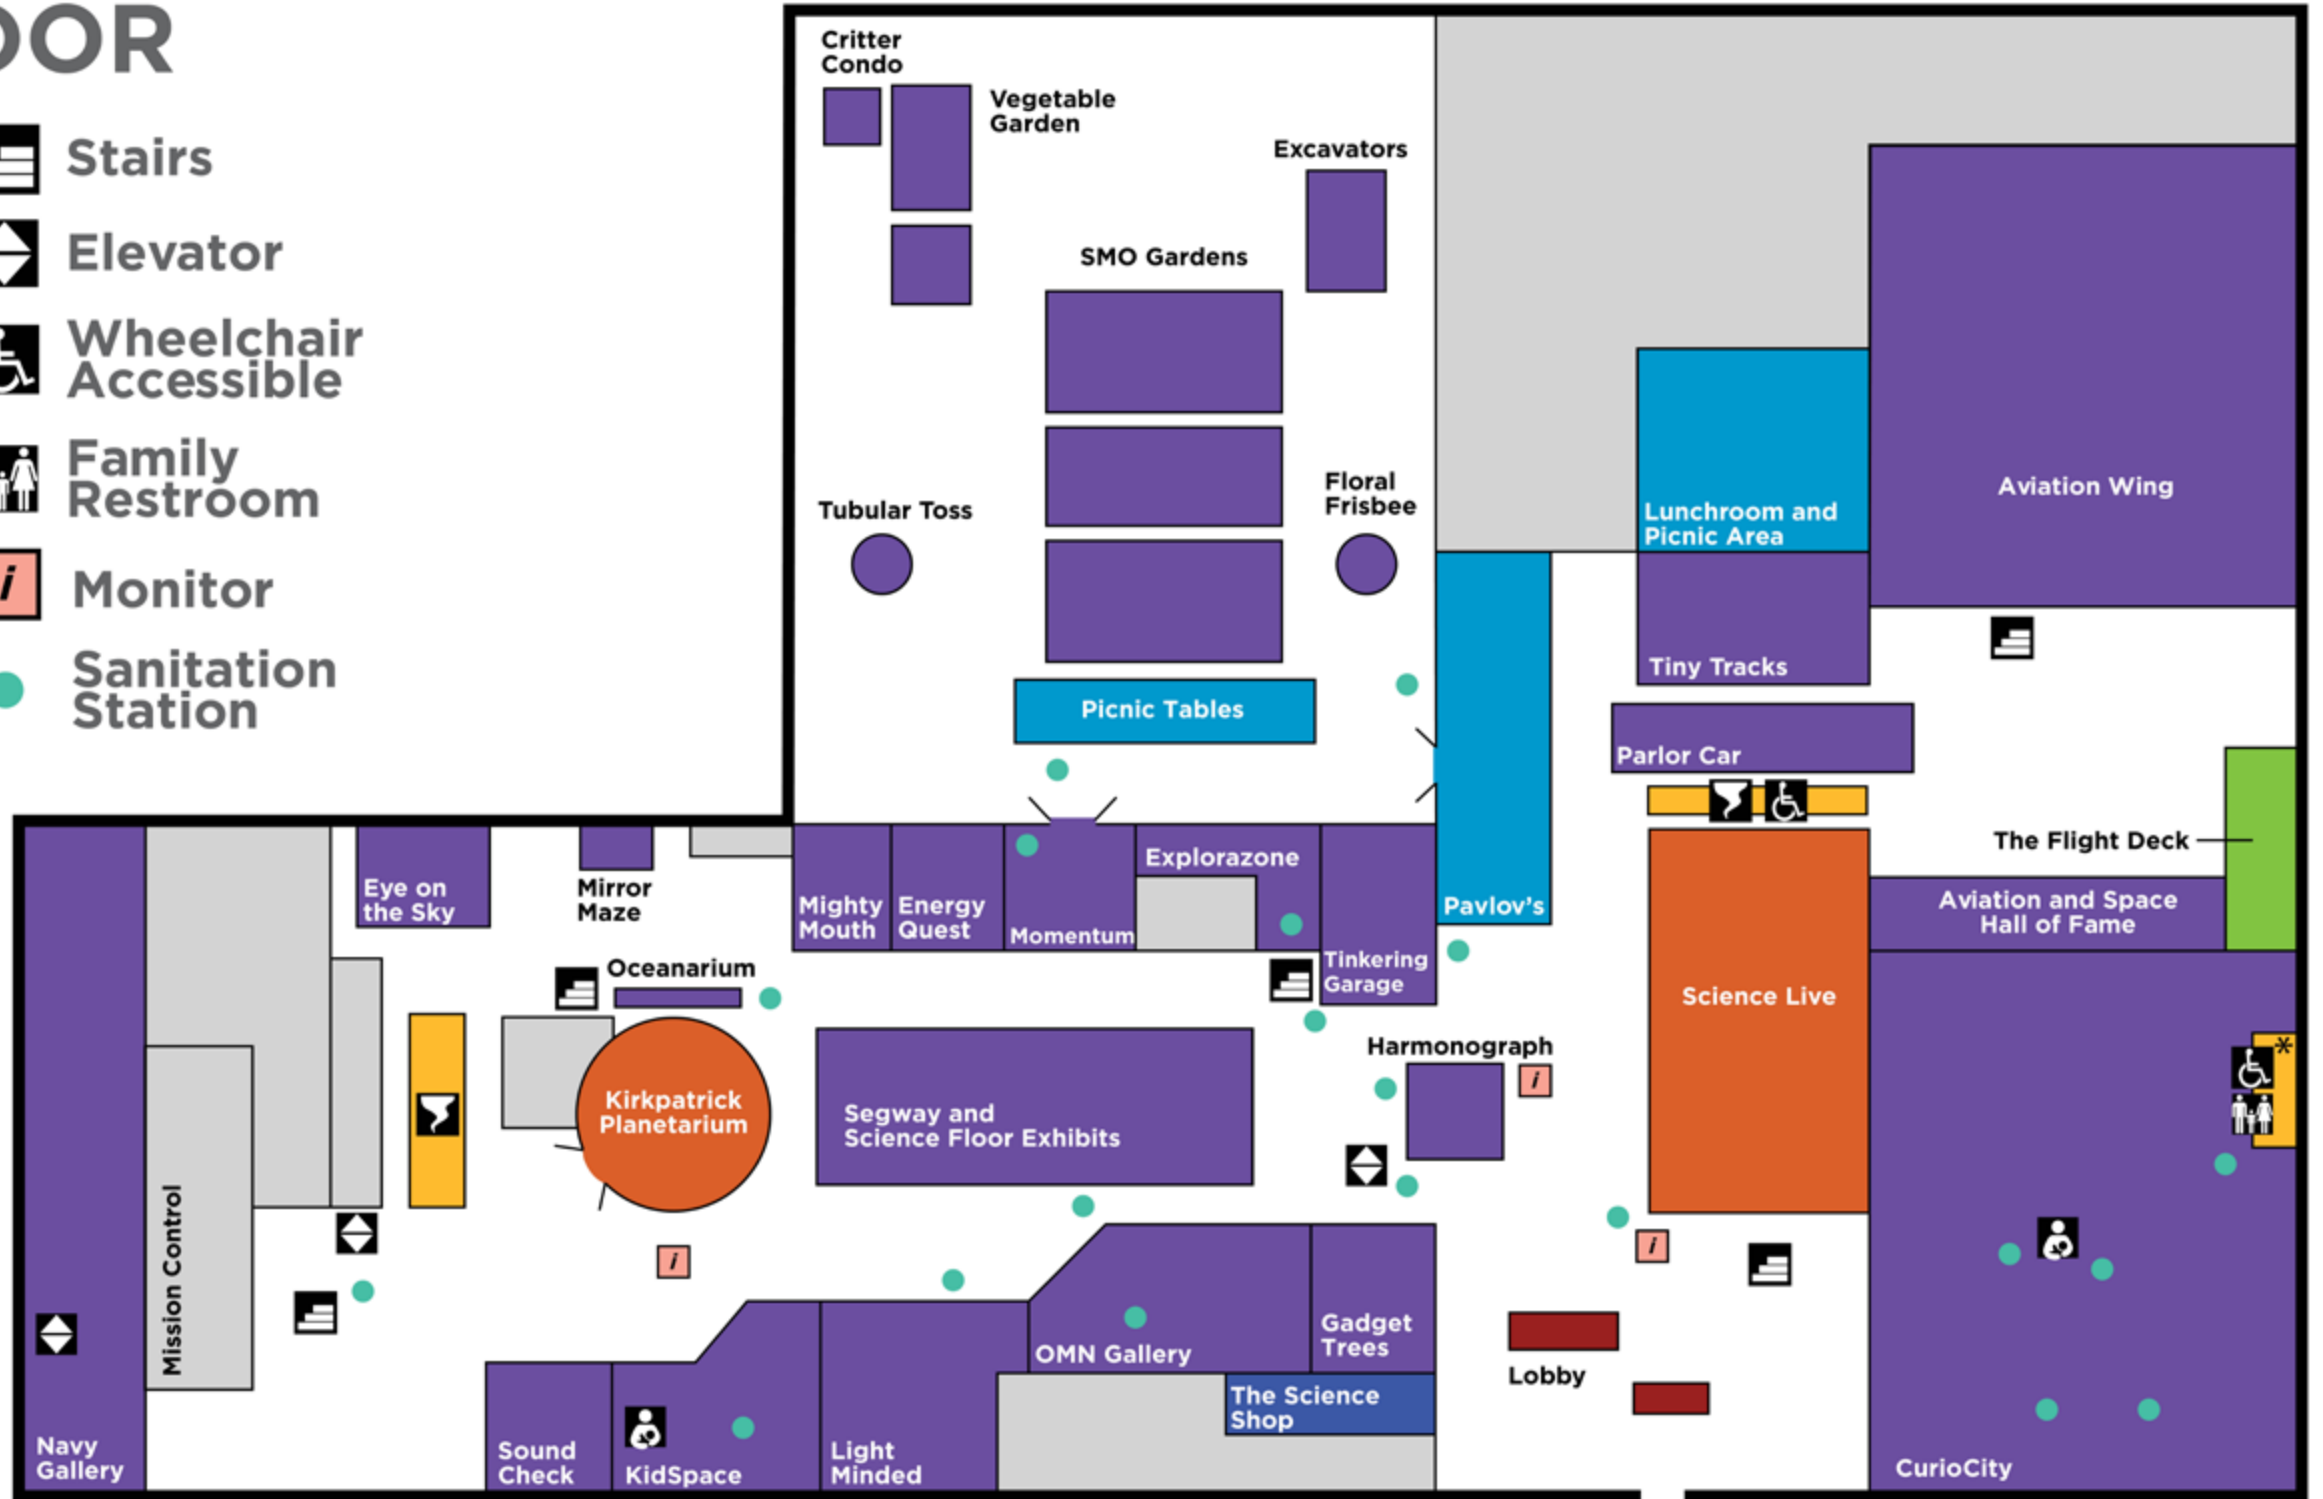 OOR
Stairs
Elevator
Wheelchair
Accessible
Family
Restroom
i
Monitor
Sanitation
Station
Critter
Condo
Vegetable
Garden
Excavators
SMO Gardens
Tubular Toss
Floral
Frisbee
Picnic Tables
Lunchroom and
Picnic Area
Aviation Wing
Tiny Tracks
Parlor Car
The Flight Deck
Aviation and Space
Hall of Fame
Eye on
the Sky
Mirror
Maze
Mighty
Mouth
Energy
Quest
Momentum
Explorazone
Tinkering
Garage
Pavlov's
Oceanarium
Science Live
Harmonograph
i
Kirkpatrick
Planetarium
Segway and
Science Floor Exhibits
*
Mission Control
i
i
Lobby
Navy
Gallery
Sound
Check
KidSpace
Light
Minded
OMN Gallery
Gadget
Trees
The Science
Shop
CurioCity